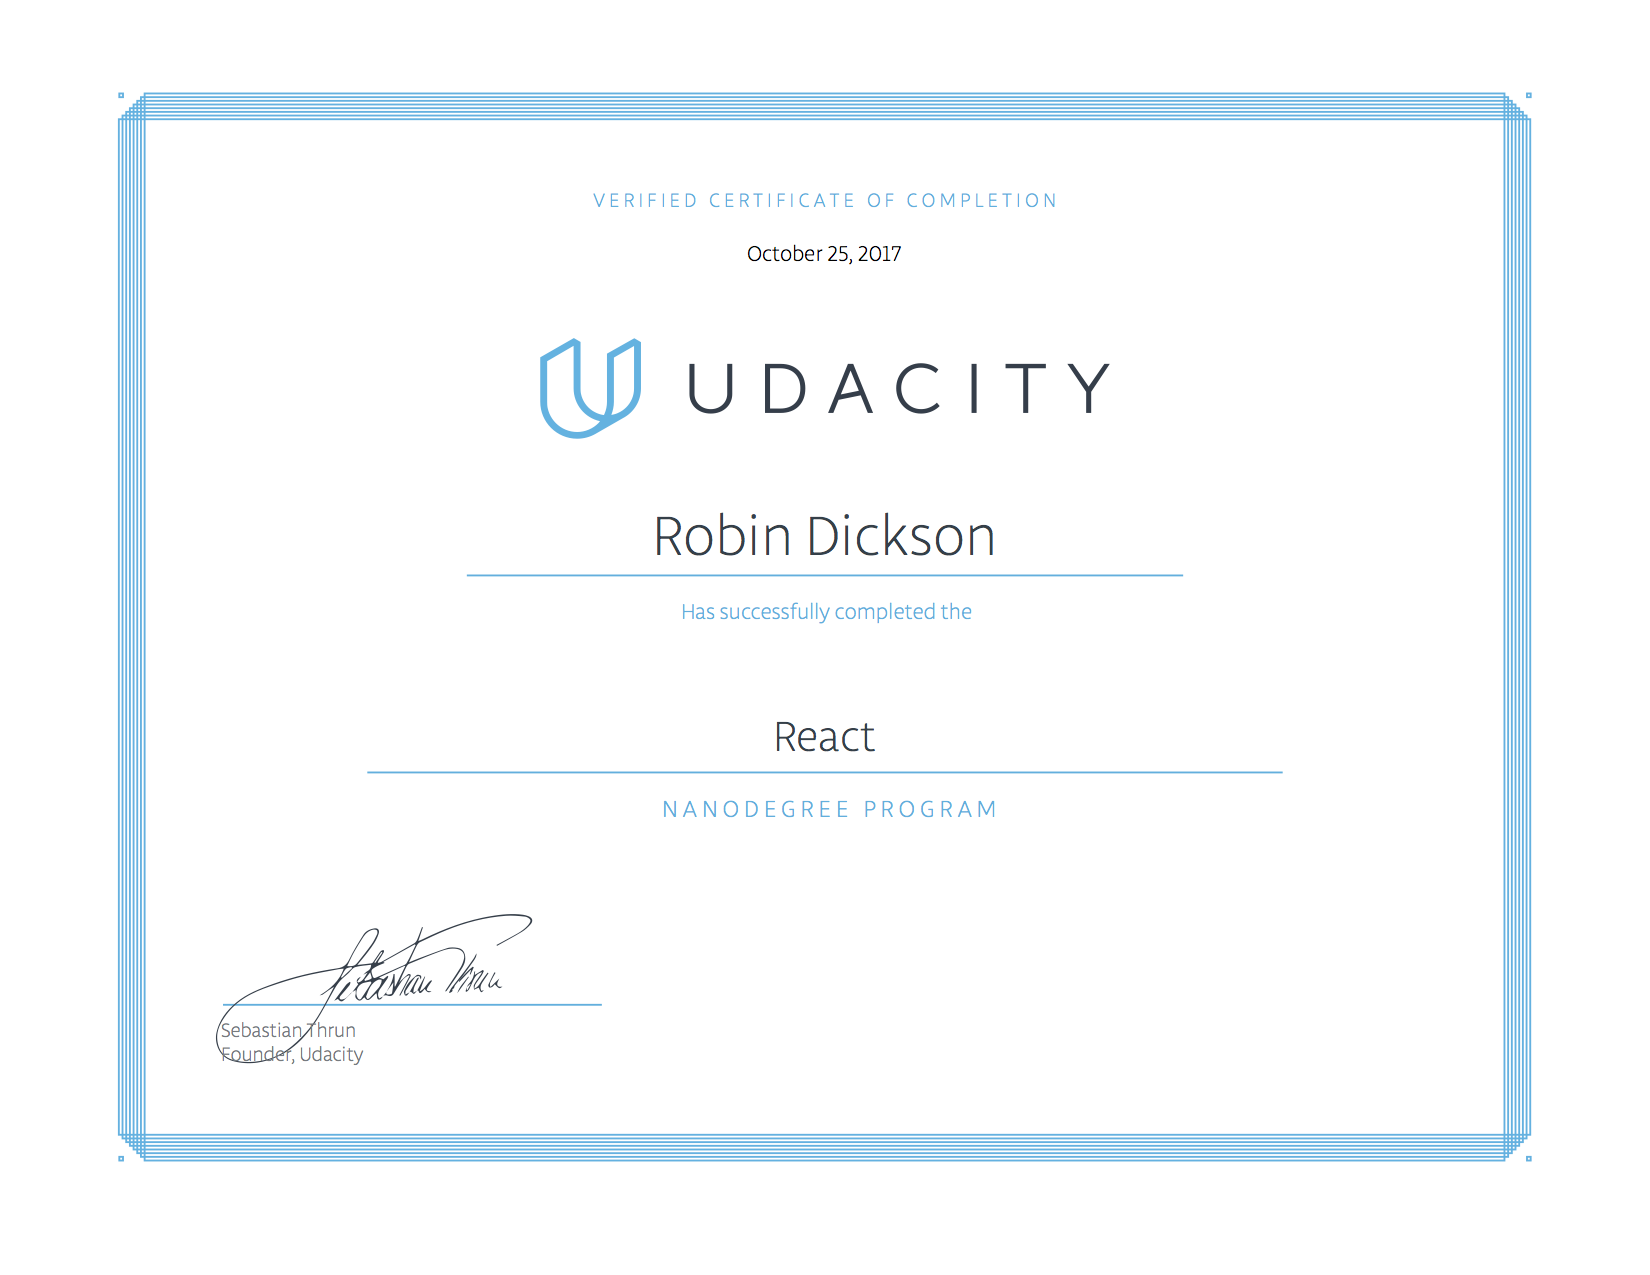 VERIFIED CERTIFICATE OF COMPLETION
October 25, 2017
UDACITY
Robin Dickson
Has successfully completed the
React
NANODEGREE PROGRAM
Sebastian Thrun
Sebastian Thrun
Founder, Udacity